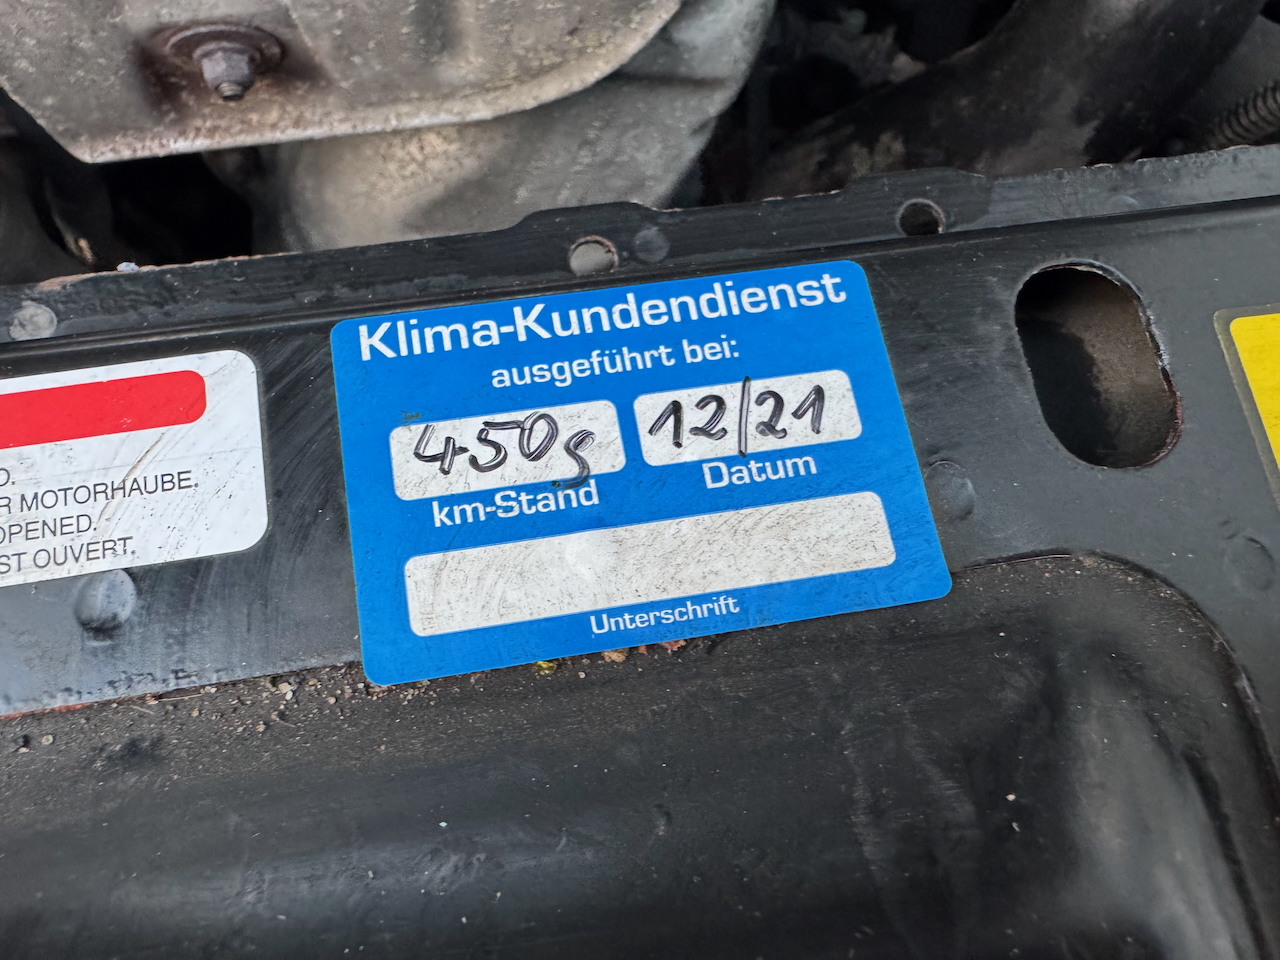 Klima-Kundendienst
ausgeführt bei:
450g 12/21
km-Stand Datum
Unterschrift
R MOTORHAUBE.
OPENED.
ST OUVERT.